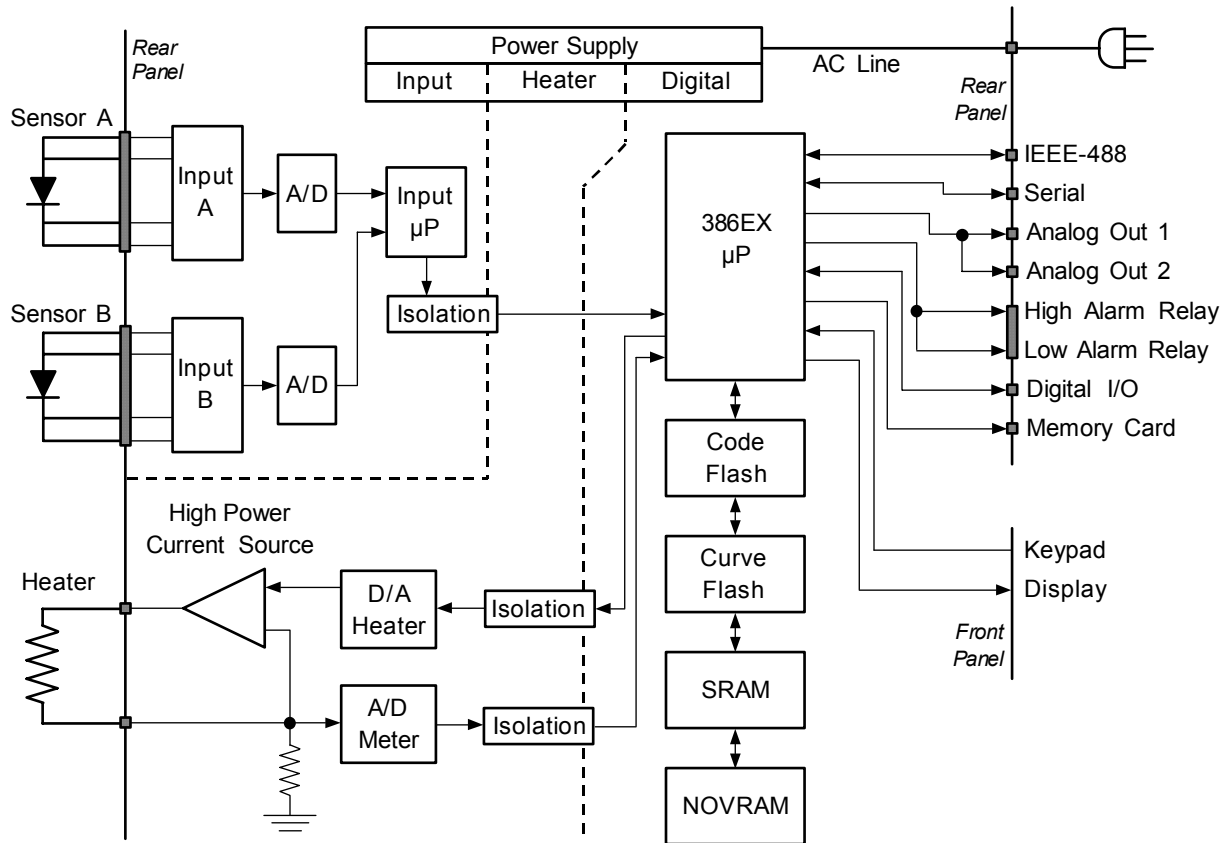 Rear
Panel
Power Supply
Input
Heater
Digital
AC Line
Rear
Panel
Sensor A
Input
A
A/D
Input
µP
Isolation
Sensor B
Input
B
A/D
386EX
µP
IEEE-488
Serial
Analog Out 1
Analog Out 2
High Alarm Relay
Low Alarm Relay
Digital I/O
Memory Card
Code
Flash
Curve
Flash
SRAM
NOVRAM
Keypad
Display
Front
Panel
High Power
Current Source
Heater
D/A
Heater
Isolation
A/D
Meter
Isolation